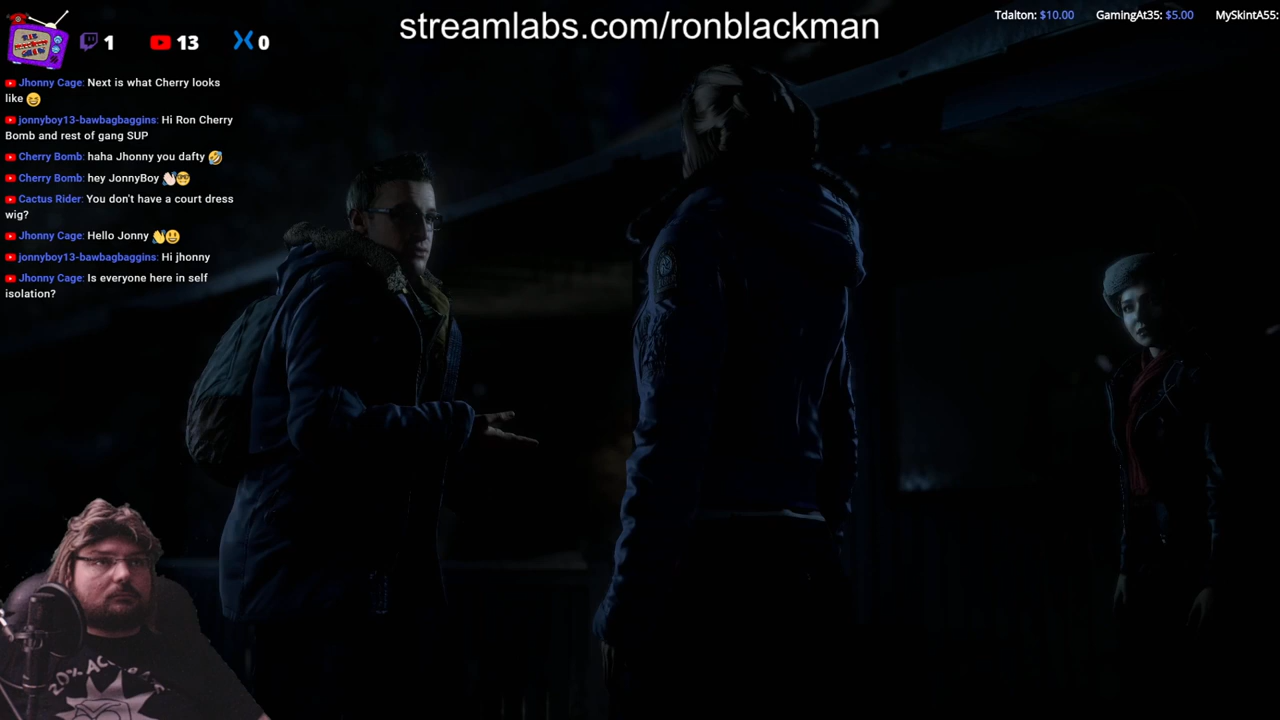 streamlabs.com/ronblackman
Tdalton: $10.00 GamingAt35: $5.00 MySkintA55:
1 13 0
Jhonny Cage: Next is what Cherry looks
like 😄
jonnyboy13-bawbagbaggins: Hi Ron Cherry
Bomb and rest of gang SUP
Cherry Bomb: haha Jhonny you dafty 🤣
Cherry Bomb: hey JonnyBoy 👋🏻🤓
Cactus Rider: You don't have a court dress
wig?
Jhonny Cage: Hello Jonny 👋😃
jonnyboy13-bawbagbaggins: Hi jhonny
Jhonny Cage: Is everyone here in self
isolation?